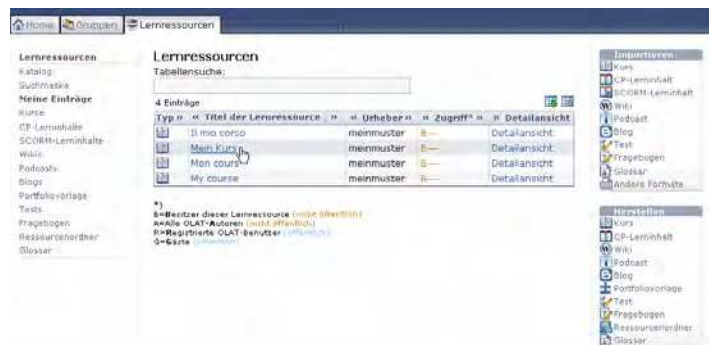 Home
Gruppen
Lernressourcen
Lernressourcen
Katalog
Suchmaske
Meine Einträge
Kurse
CP-Lerninhalte
SCORM-Lerninhalte
Wikis
Podcasts
Blogs
Portfoliovorlage
Tests
Fragebogen
Ressourcenordner
Glossar
Lernressourcen
Tabellensuche:
4 Einträge
Typ » « Titel der Lernressource » « Urheber » « Zugriff* » « Detailansicht
Il mio corso meinmuster B--- Detailansicht
Mein Kurs meinmuster B--- Detailansicht
Mon cours meinmuster B--- Detailansicht
My course meinmuster B--- Detailansicht
*)
B=Besitzer dieser Lernressource (nicht öffentlich)
A=Alle OLAT-Autoren (nicht öffentlich)
R=Registrierte OLAT-Benutzer (öffentlich)
G=Gäste (öffentlich)
Importieren
Kurs
CP-Lerninhalt
SCORM-Lerninhalt
Wiki
Podcast
Blog
Test
Fragebogen
Glossar
Andere Formate
Herstellen
Kurs
CP-Lerninhalt
Wiki
Podcast
Blog
Portfoliovorlage
Test
Fragebogen
Ressourcenordner
Glossar